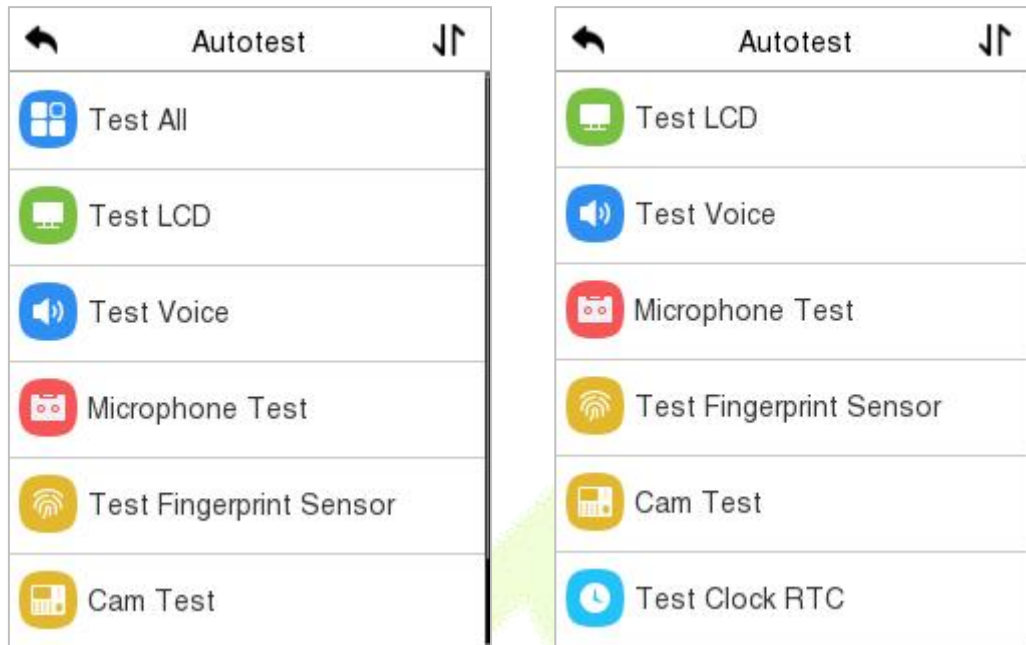 Autotest
Test All
Test LCD
Test Voice
Microphone Test
Test Fingerprint Sensor
Cam Test
Autotest
Test LCD
Test Voice
Microphone Test
Test Fingerprint Sensor
Cam Test
Test Clock RTC